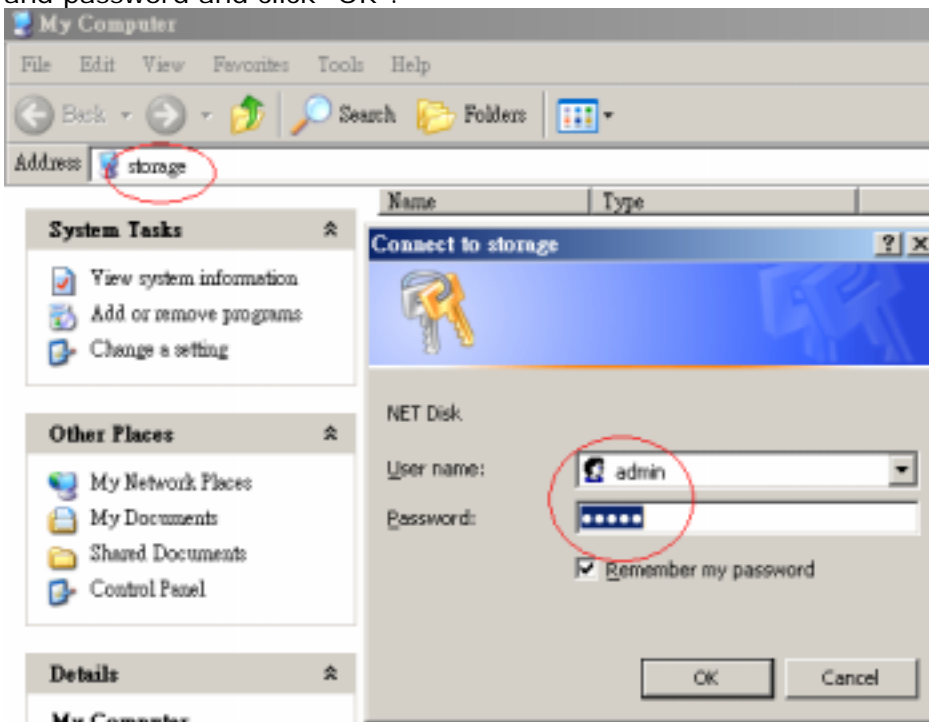 and password and click "OK".
My Computer
File Edit View Favorites Tools Help
Back Search Folders
Address storage
Name Type
System Tasks
View system information
Add or remove programs
Change a setting
Other Places
My Network Places
My Documents
Shared Documents
Control Panel
Details
My Computer
Connect to storage
NET Disk
User name: admin
Password: •••••
Remember my password
OK Cancel